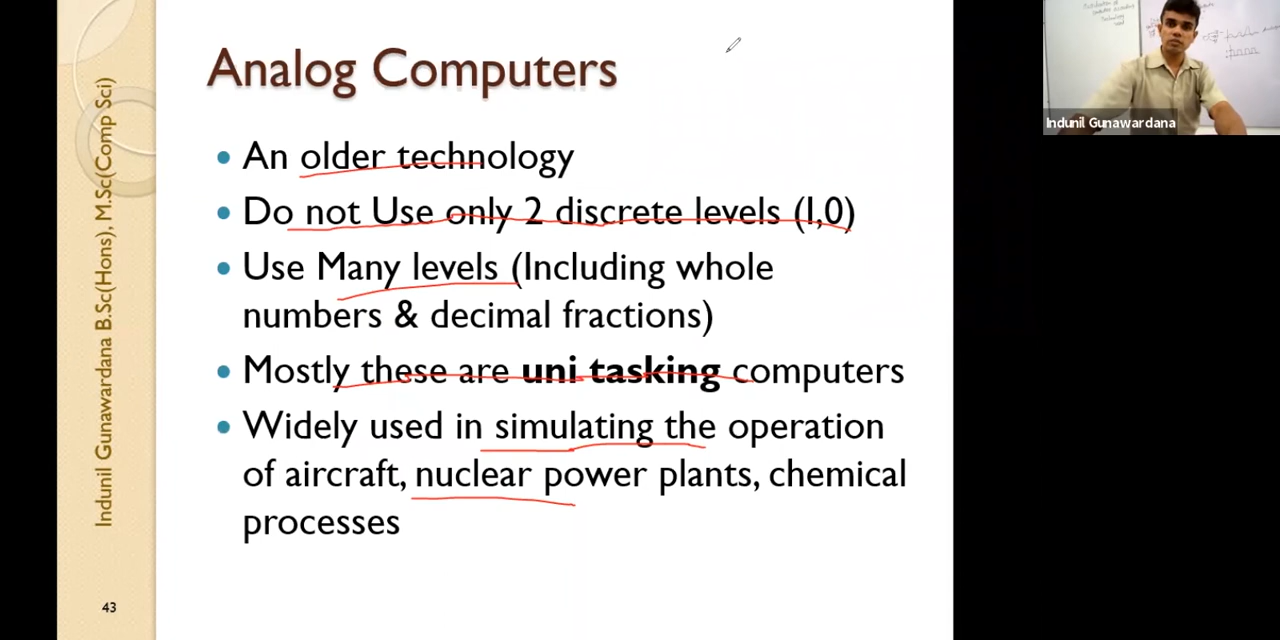 Analog Computers
• An older technology
• Do not Use only 2 discrete levels (1,0)
• Use Many levels (Including whole
numbers & decimal fractions)
• Mostly these are uni tasking computers
• Widely used in simulating the operation
of aircraft, nuclear power plants, chemical
processes
Indunil Gunawardana B.Sc(Hons), M.Sc(Comp Sci)
43
Indunil Gunawardana